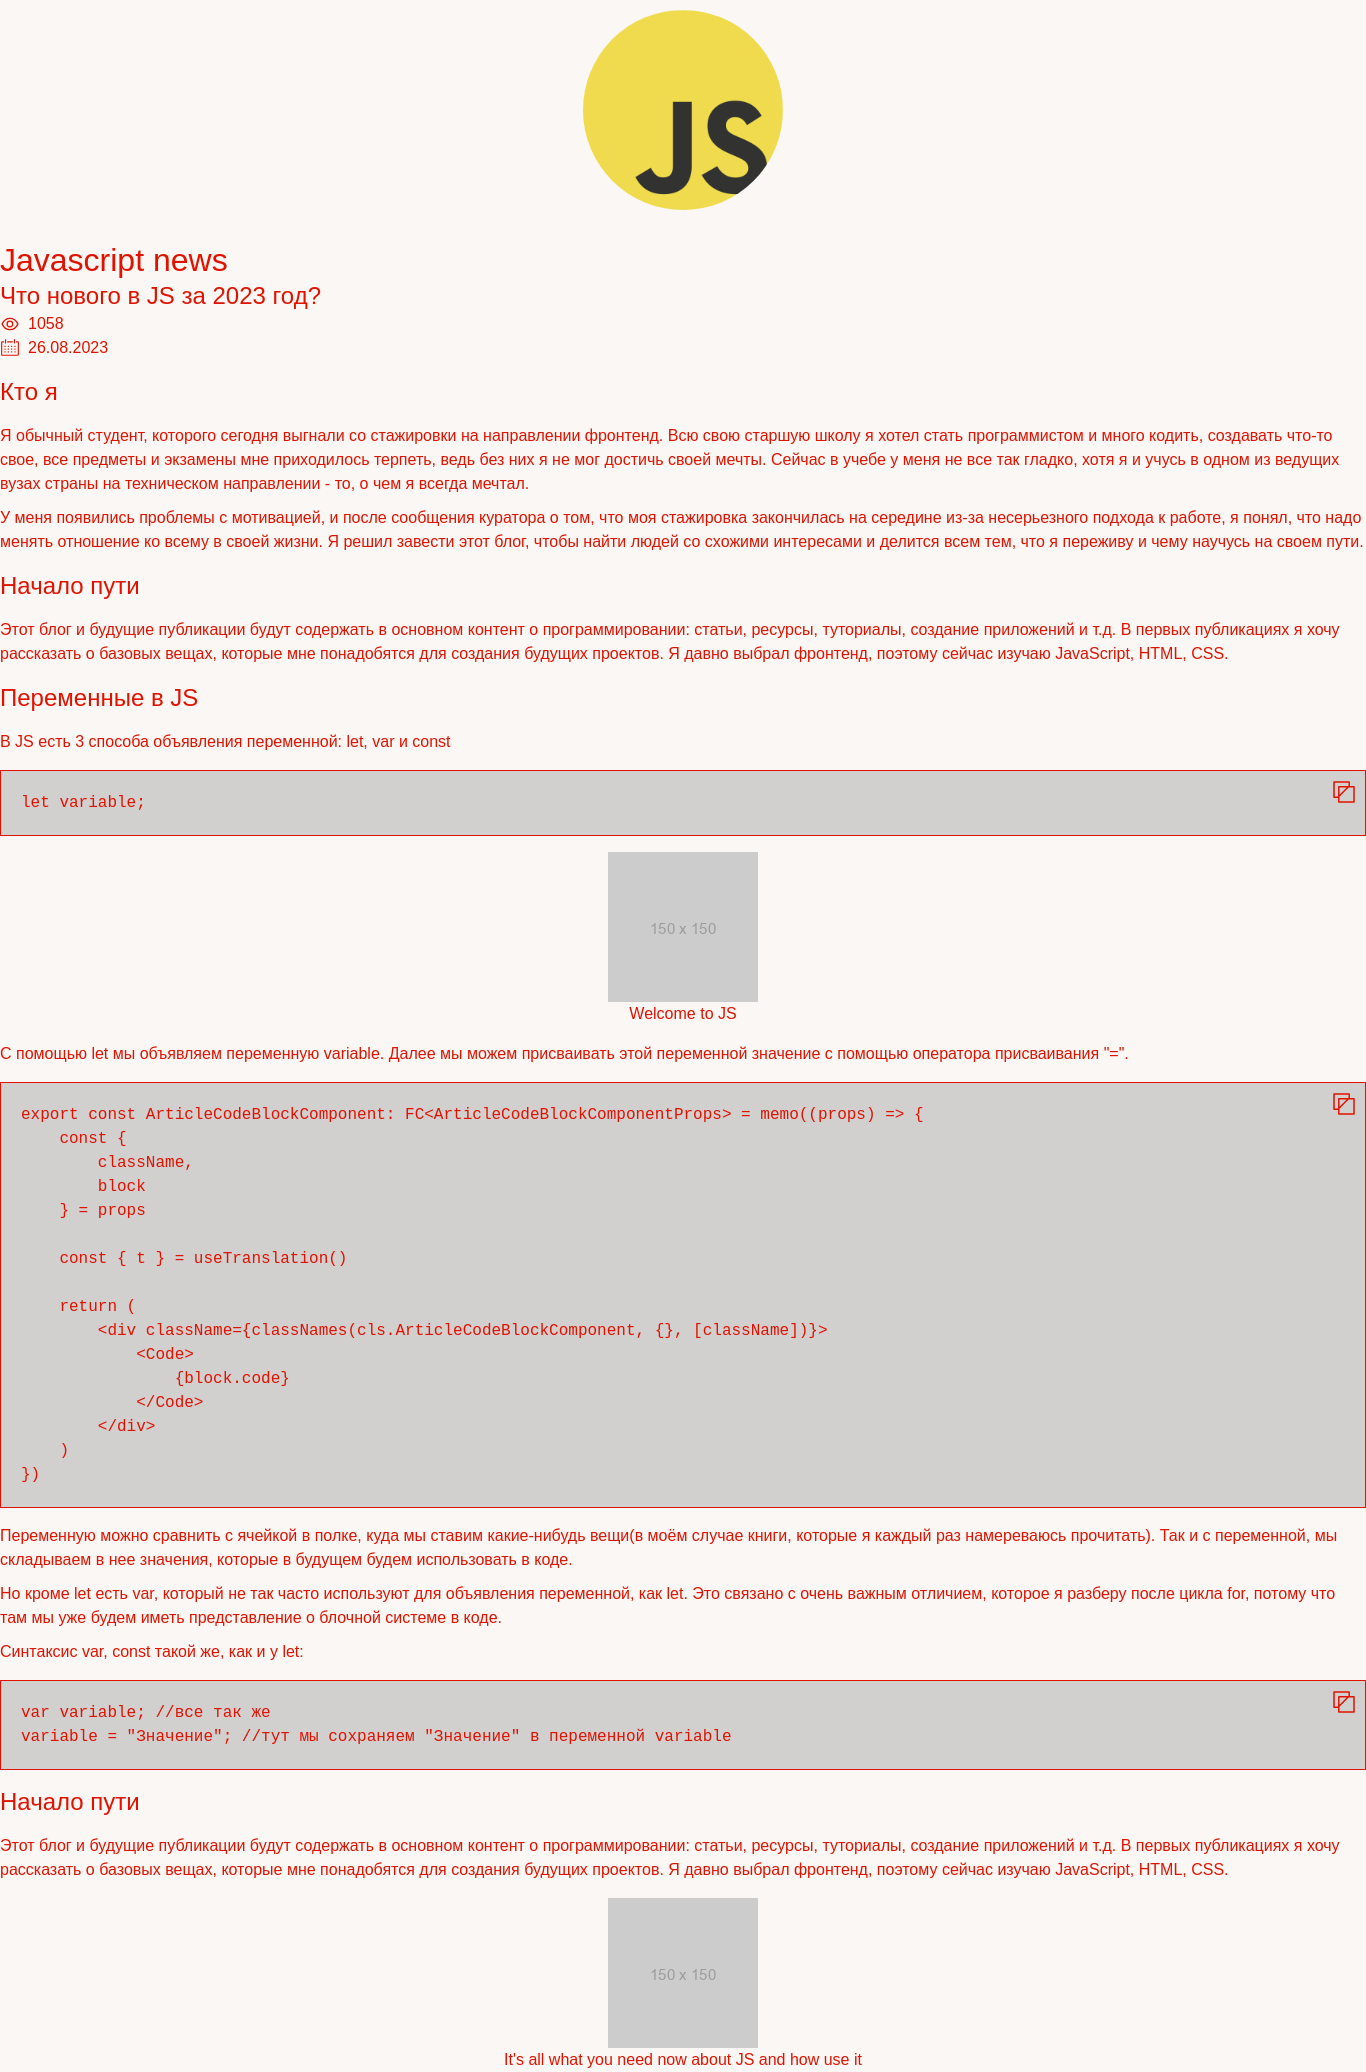 JS
Javascript news
Что нового в JS за 2023 год?
1058
26.08.2023
Кто я
Я обычный студент, которого сегодня выгнали со стажировки на направлении фронтенд. Всю свою старшую школу я хотел стать программистом и много кодить, создавать что-то
свое, все предметы и экзамены мне приходилось терпеть, ведь без них я не мог достичь своей мечты. Сейчас в учебе у меня не все так гладко, хотя я и учусь в одном из ведущих
вузах страны на техническом направлении - то, о чем я всегда мечтал.
У меня появились проблемы с мотивацией, и после сообщения куратора о том, что моя стажировка закончилась на середине из-за несерьезного подхода к работе, я понял, что надо
менять отношение ко всему в своей жизни. Я решил завести этот блог, чтобы найти людей со схожими интересами и делится всем тем, что я переживу и чему научусь на своем пути.
Начало пути
Этот блог и будущие публикации будут содержать в основном контент о программировании: статьи, ресурсы, туториалы, создание приложений и т.д. В первых публикациях я хочу
рассказать о базовых вещах, которые мне понадобятся для создания будущих проектов. Я давно выбрал фронтенд, поэтому сейчас изучаю JavaScript, HTML, CSS.
Переменные в JS
В JS есть 3 способа объявления переменной: let, var и const
let variable;
150 x 150
Welcome to JS
С помощью let мы объявляем переменную variable. Далее мы можем присваивать этой переменной значение с помощью оператора присваивания "=".
export const ArticleCodeBlockComponent: FC<ArticleCodeBlockComponentProps> = memo((props) => {
    const {
        className,
        block
    } = props
    const { t } = useTranslation()
    return (
        <div className={classNames(cls.ArticleCodeBlockComponent, {}, [className])}>
            <Code>
                {block.code}
            </Code>
        </div>
    )
})
Переменную можно сравнить с ячейкой в полке, куда мы ставим какие-нибудь вещи(в моём случае книги, которые я каждый раз намереваюсь прочитать). Так и с переменной, мы
складываем в нее значения, которые в будущем будем использовать в коде.
Но кроме let есть var, который не так часто используют для объявления переменной, как let. Это связано с очень важным отличием, которое я разберу после цикла for, потому что
там мы уже будем иметь представление о блочной системе в коде.
Синтаксис var, const такой же, как и у let:
var variable; //все так же
variable = "Значение"; //тут мы сохраняем "Значение" в переменной variable
Начало пути
Этот блог и будущие публикации будут содержать в основном контент о программировании: статьи, ресурсы, туториалы, создание приложений и т.д. В первых публикациях я хочу
рассказать о базовых вещах, которые мне понадобятся для создания будущих проектов. Я давно выбрал фронтенд, поэтому сейчас изучаю JavaScript, HTML, CSS.
150 x 150
It's all what you need now about JS and how use it